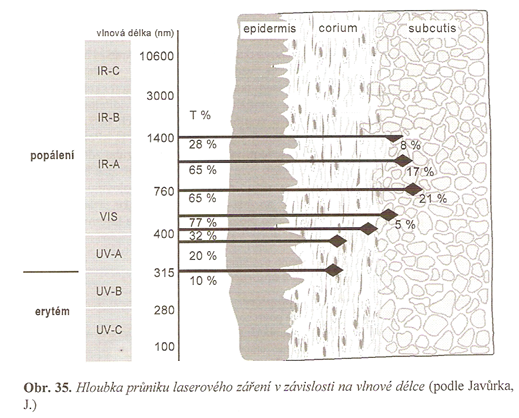 vlnová délka (nm)
epidermis corium subcutis
10600
IR-C
3000
IR-B
T %
1400
28 % 8 %
popálení IR-A
65 % 17 %
760
65 % 21 %
VIS
77 % 5 %
400
32 %
UV-A
20 %
315
10 %
UV-B
erytém
280
UV-C
100
Obr. 35. Hloubka průniku laserového záření v závislosti na vlnové délce (podle Javůrka,
J.)